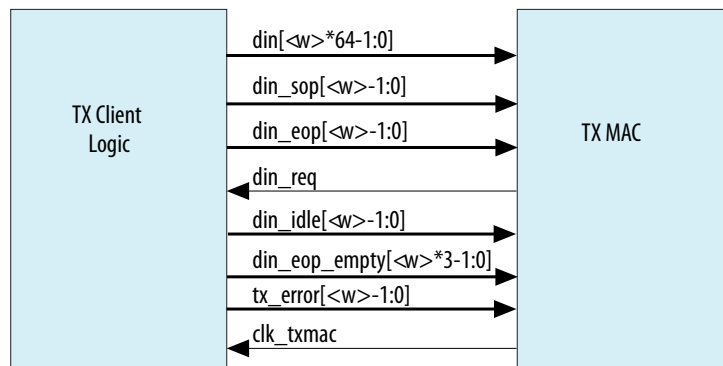 din[<w>*64-1:0]
din_sop[<w>-1:0]
TX Client
Logic
din_eop[<w>-1:0]
TX MAC
din_req
din_idle[<w>-1:0]
din_eop_empty[<w>*3-1:0]
tx_error[<w>-1:0]
clk_txmac